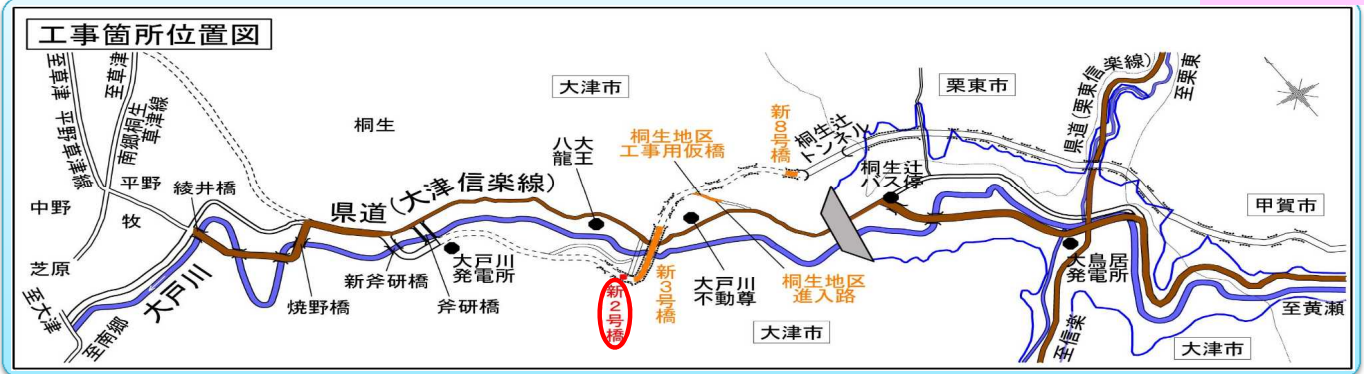 工事箇所位置図
至草津 平野草津線
至草津
南郷桐生
草津線
桐生
大津市
中野
平野
牧
綾井橋
芝原
至大津
至南郷
大戸川
県道(大津信楽線)
焼野橋
新斧研橋
斧研橋
大戸川
発電所
八大
龍王
新2号橋
新3号橋
桐生地区
工事用仮橋
大戸川
不動尊
新8号橋
桐生辻
トンネル
桐生地区
進入路
大津市
桐生辻
バス停
栗東市
県道(栗東信楽線)
至栗東
甲賀市
大鳥居
発電所
至信楽
大津市
至黄瀬